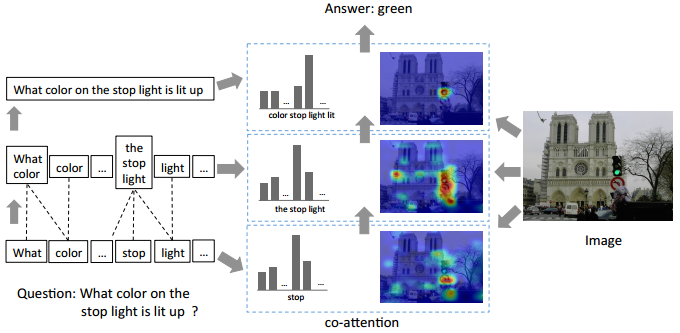 Answer: green
What color on the stop light is lit up
... ...
color stop light lit
What
color
color
...
the
stop
light
light
...
... ...
the stop light
What
color
...
stop
light
...
... ...
stop
Image
Question: What color on the
stop light is lit up ?
co-attention